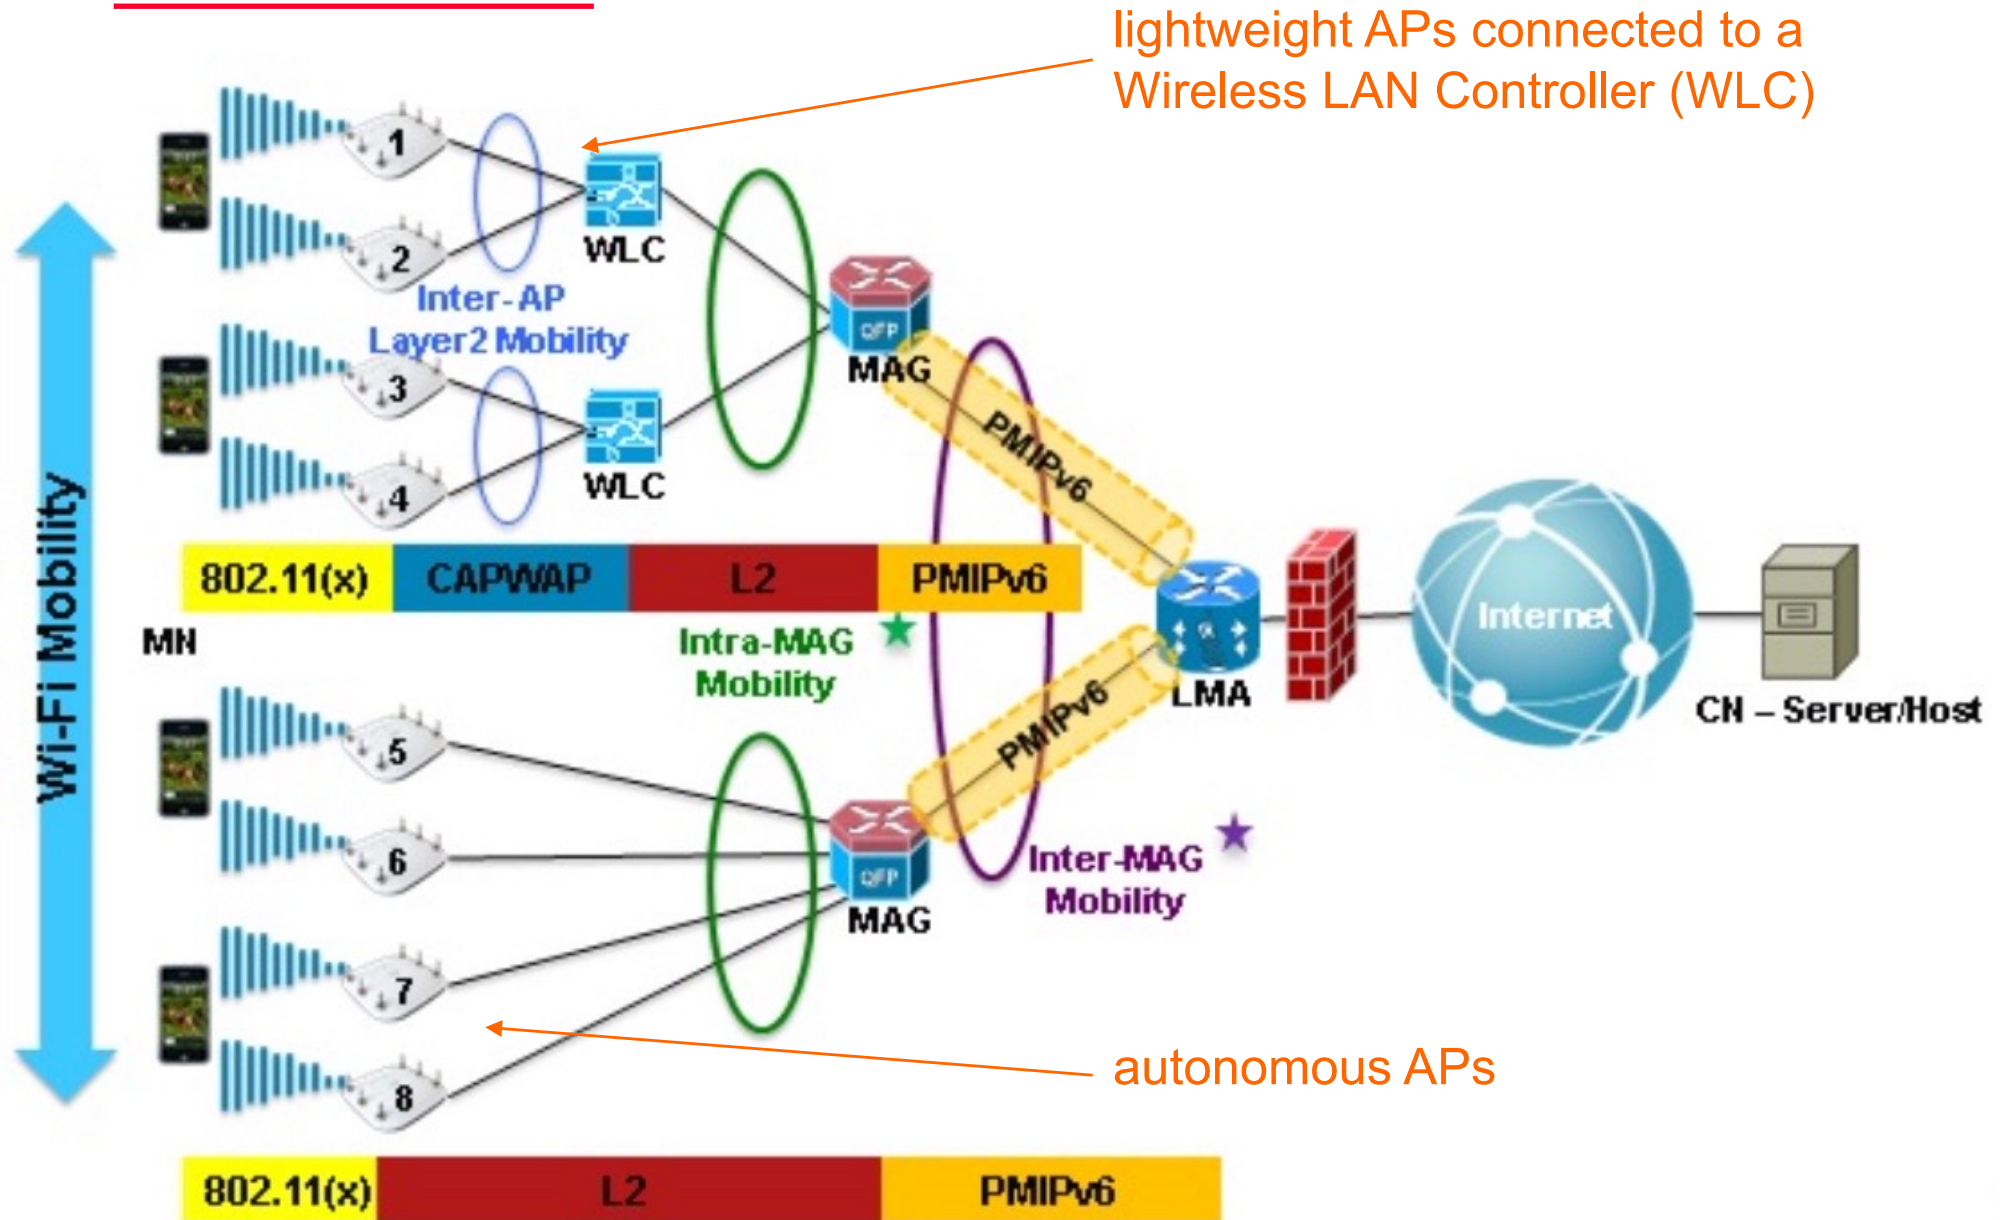 lightweight APs connected to a
Wireless LAN Controller (WLC)
1
2
WLC
Inter-AP
Layer2 Mobility
3
4
WLC
QFP
MAG
PMIPv6
Wi-Fi Mobility
802.11(x)
CAPWAP
L2
PMIPv6
MN
Intra-MAG
Mobility
LMA
Internet
CN – Server/Host
PMIPv6
5
6
7
8
QFP
MAG
Inter-MAG
Mobility
autonomous APs
802.11(x)
L2
PMIPv6